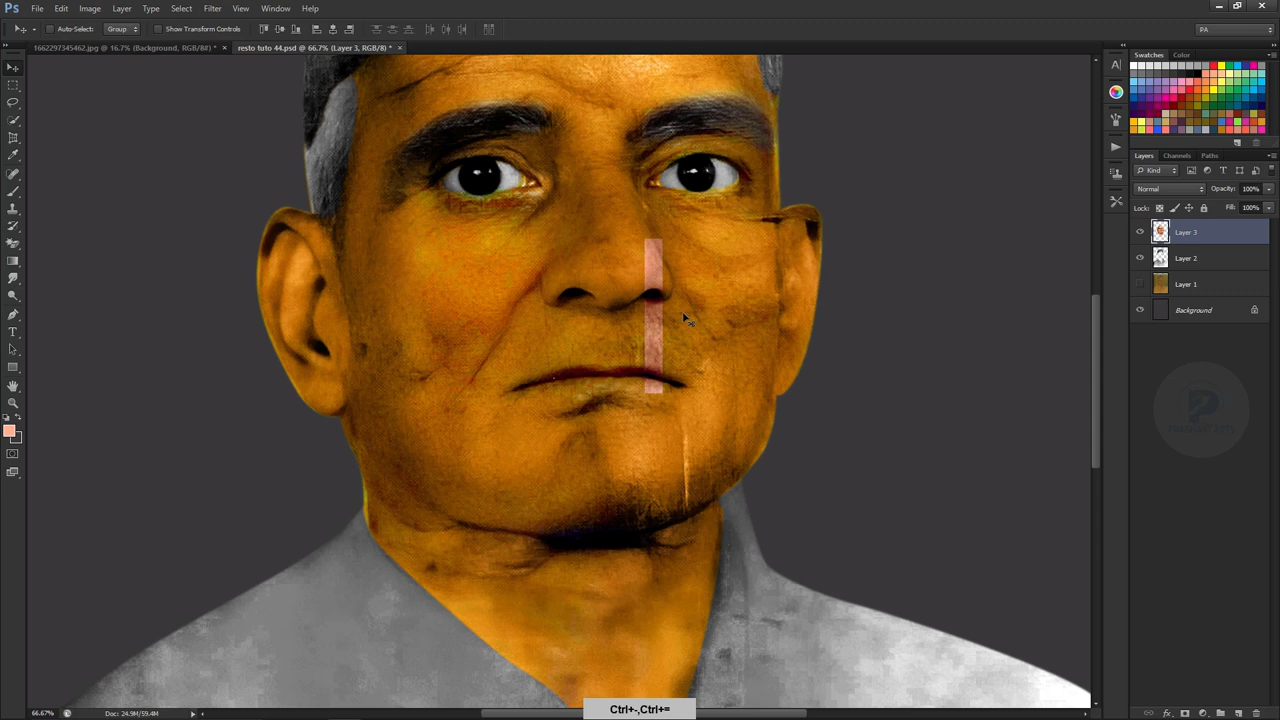 Ps File Edit Image Layer Type Select Filter View Window Help
Auto-Select: Group Show Transform Controls PA
1662297345462.jpg @ 16.7% (Background, RGB/8#) * × resto tuto 44.psd @ 66.7% (Layer 3, RGB/8) * ×
Swatches Color
Layers Channels Paths
Kind
Normal Opacity: 100%
Lock: Fill: 100%
Layer 3
Layer 2
Layer 1
Background
66.67% Doc: 24.9M/59.4M
Ctrl+-,Ctrl+=